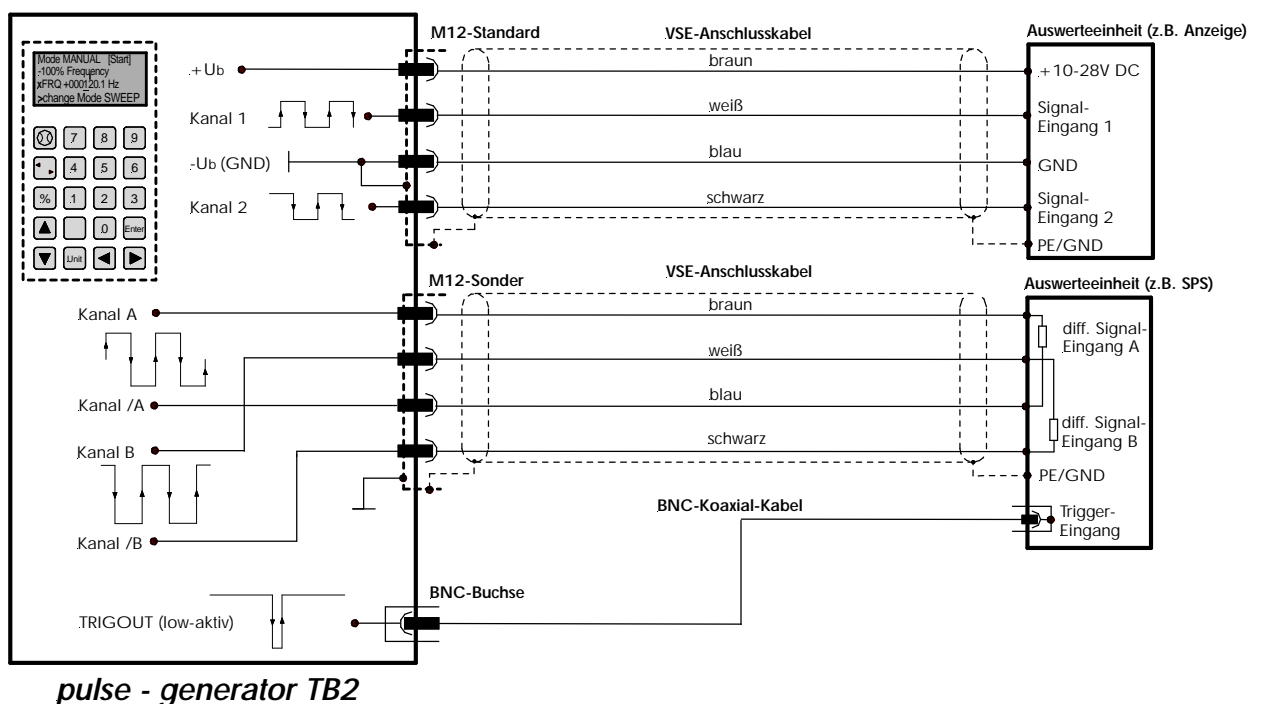 M12-Standard
VSE-Anschlusskabel
Auswerteeinheit (z.B. Anzeige)
Mode MANUAL [Start]
-100% Frequency
xFRQ +000120.1 Hz
>change Mode SWEEP
+Ub
braun
+10-28V DC
Kanal 1
weiß
Signal-
Eingang 1
-Ub (GND)
blau
GND
Kanal 2
schwarz
Signal-
Eingang 2
PE/GND
7 8 9
4 5 6
% 1 2 3
0 Enter
Unit
M12-Sonder
VSE-Anschlusskabel
Auswerteeinheit (z.B. SPS)
Kanal A
braun
diff. Signal-
Eingang A
weiß
Kanal /A
blau
Kanal B
schwarz
diff. Signal-
Eingang B
PE/GND
Kanal /B
BNC-Koaxial-Kabel
Trigger-
Eingang
BNC-Buchse
TRIGOUT (low-aktiv)
pulse - generator TB2